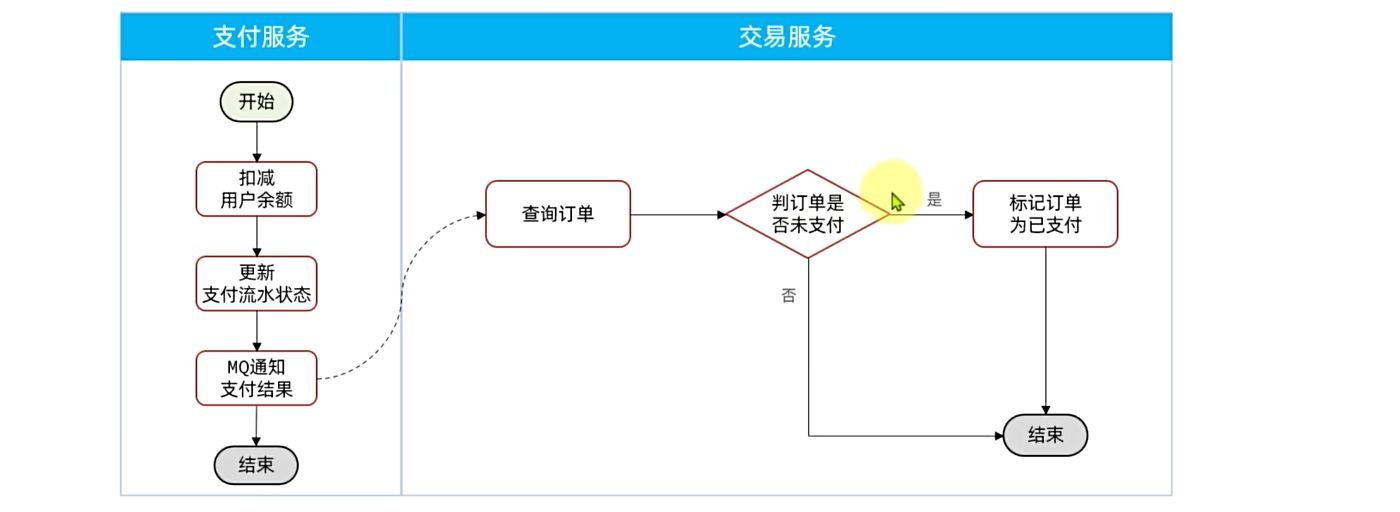 支付服务
交易服务
开始
扣减
用户余额
更新
支付流水状态
MQ通知
支付结果
结束
查询订单
判订单是
否未支付
是
否
标记订单
为已支付
结束